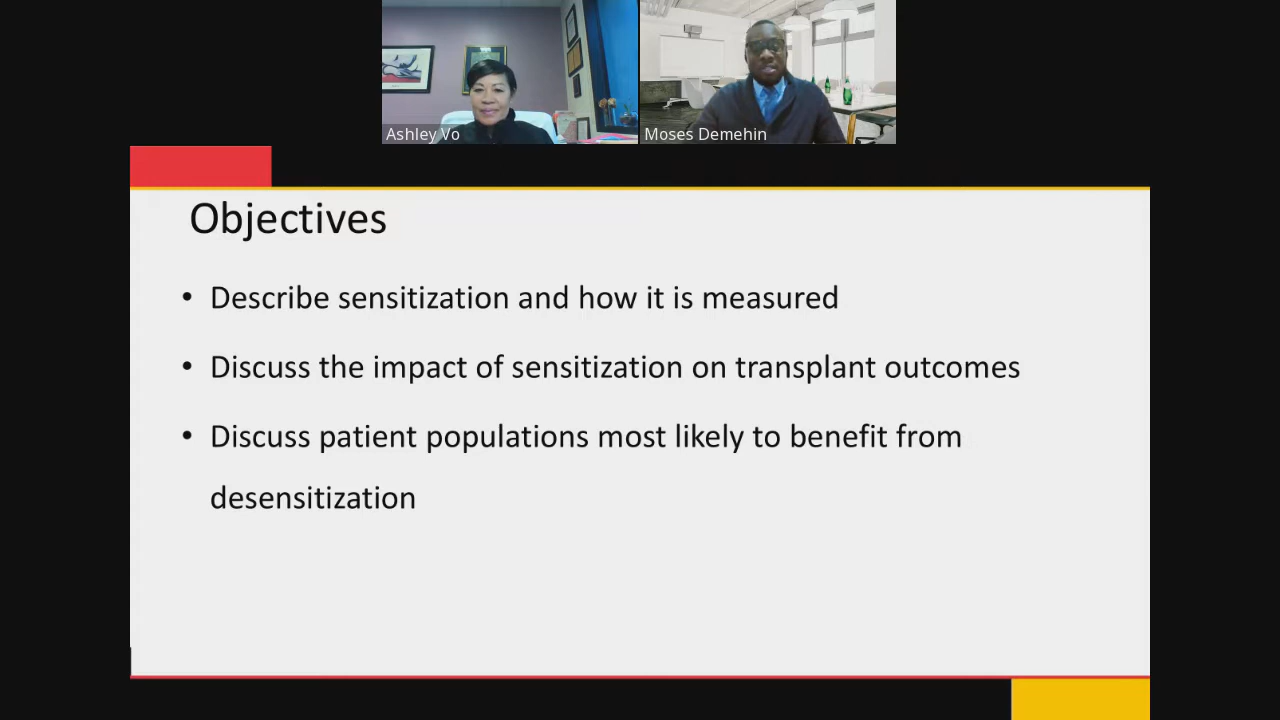 Ashley Vo
Moses Demehin
Objectives
• Describe sensitization and how it is measured
• Discuss the impact of sensitization on transplant outcomes
• Discuss patient populations most likely to benefit from
desensitization